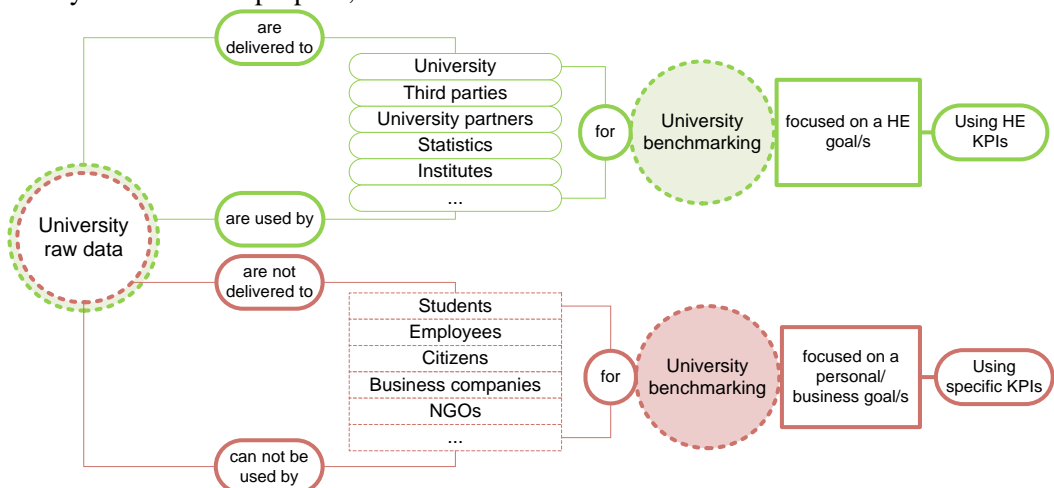 are
delivered to
University
Third parties
University partners
Statistics
Institutes
...
for
University
benchmarking
focused on a HE
goal/s
Using HE
KPIs
are used by
University
raw data
are not
delivered to
Students
Employees
Citizens
Business companies
NGOs
...
for
University
benchmarking
focused on a
personal/
business goal/s
Using
specific KPIs
can not be
used by